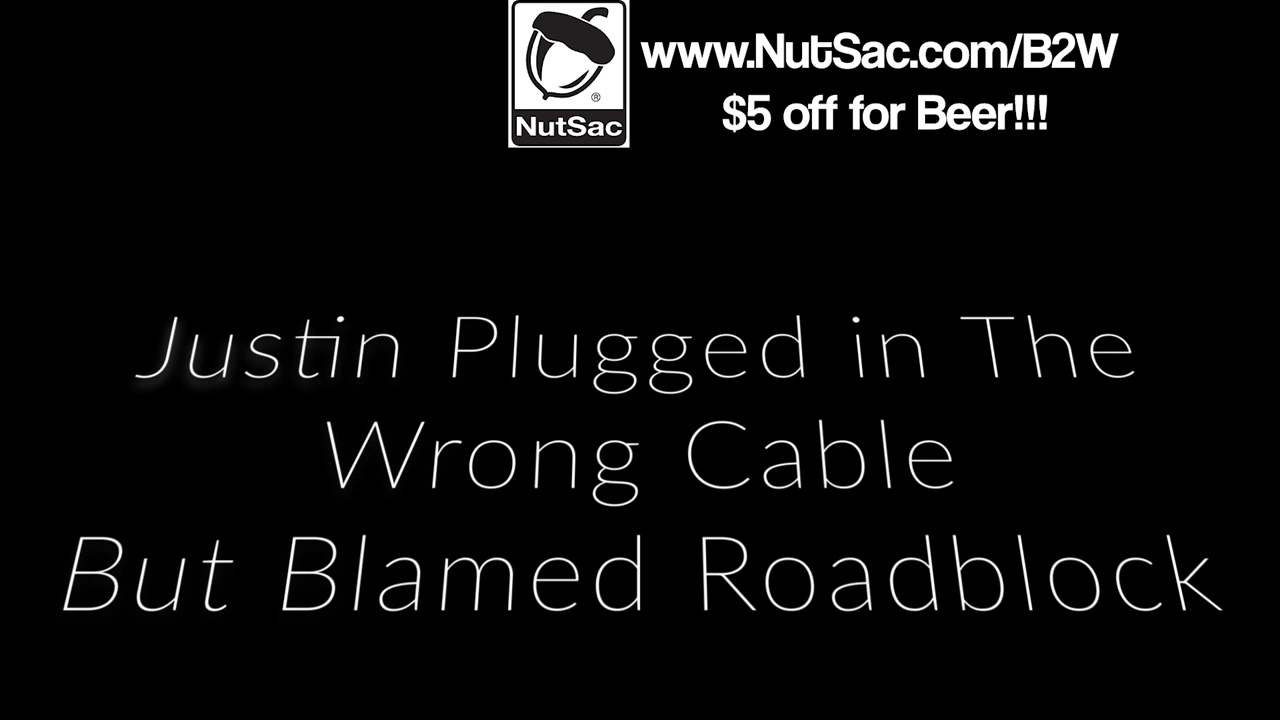 www.NutSac.com/B2W
$5 off for Beer!!!
®
NutSac
Justin Plugged in The
Wrong Cable
But Blamed Roadblock